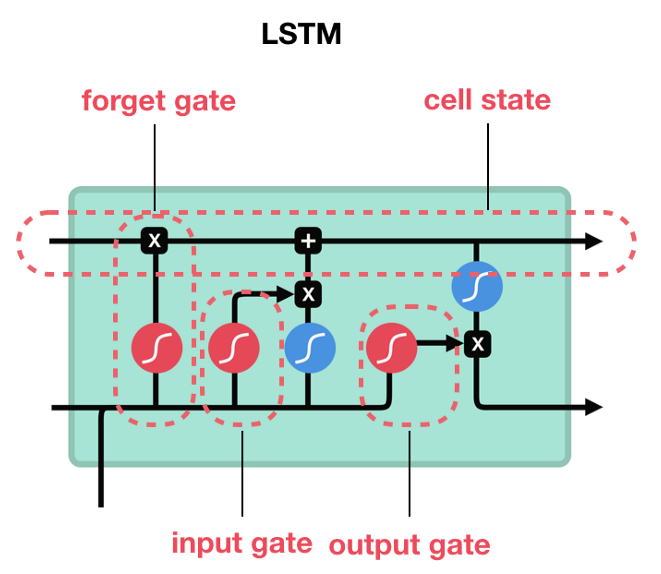 LSTM
forget gate
cell state
X
+
X
X
input gate
output gate